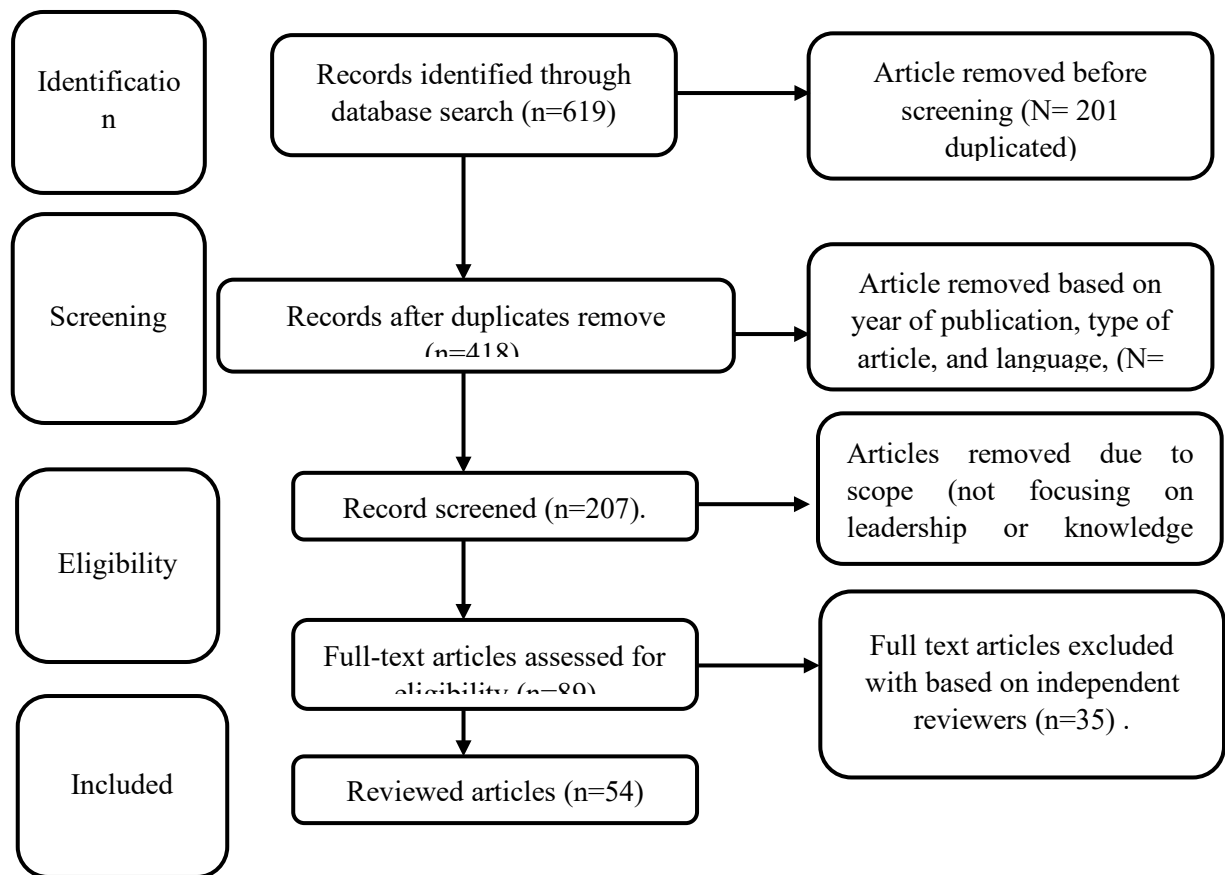 Identificatio
n
Records identified through
database search (n=619)
Article removed before
screening (N= 201
duplicated)
Screening
Records after duplicates remove
(n=418)
Article removed based on
year of publication, type of
article, and language, (N=
Record screened (n=207).
Articles removed due to
scope (not focusing on
leadership or knowledge
Eligibility
Full-text articles assessed for
eligibility (n=89)
Full text articles excluded
with based on independent
reviewers (n=35) .
Included
Reviewed articles (n=54)